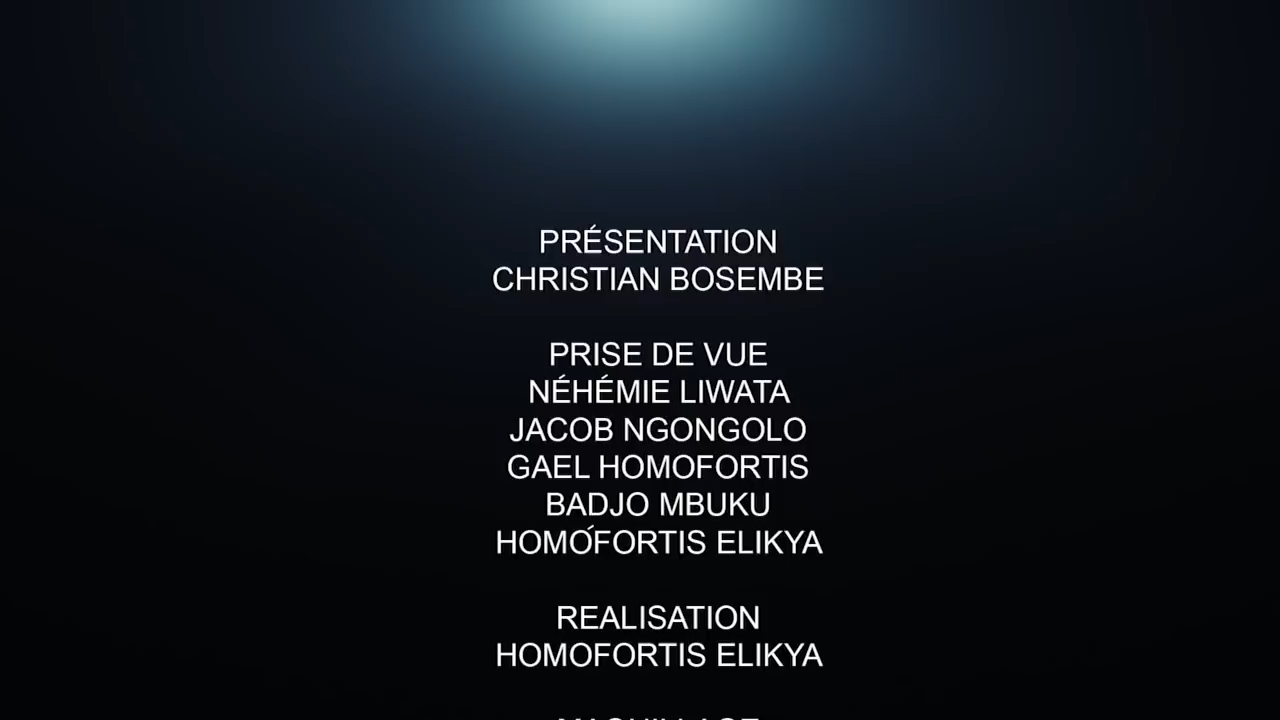 PRÉSENTATION
CHRISTIAN BOSEMBE
PRISE DE VUE
NÉHÉMIE LIWATA
JACOB NGONGOLO
GAEL HOMOFORTIS
BADJO MBUKU
HOMÓFORTIS ELIKYA
REALISATION
HOMOFORTIS ELIKYA